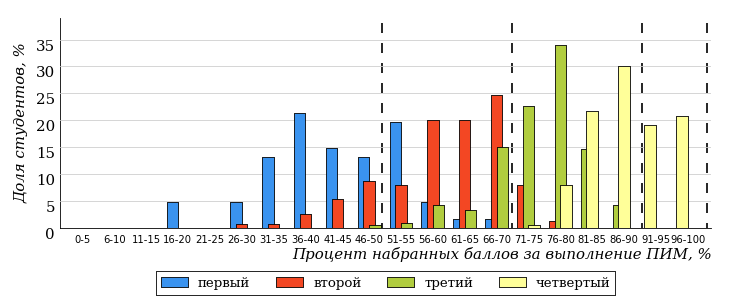 Доля студентов, %
35
30
25
20
15
10
5
0
0-5 6-10 11-15 16-20 21-25 26-30 31-35 36-40 41-45 46-50 51-55 56-60 61-65 66-70 71-75 76-80 81-85 86-90 91-95 96-100
Процент набранных баллов за выполнение ПИМ, %
первый второй третий четвертый